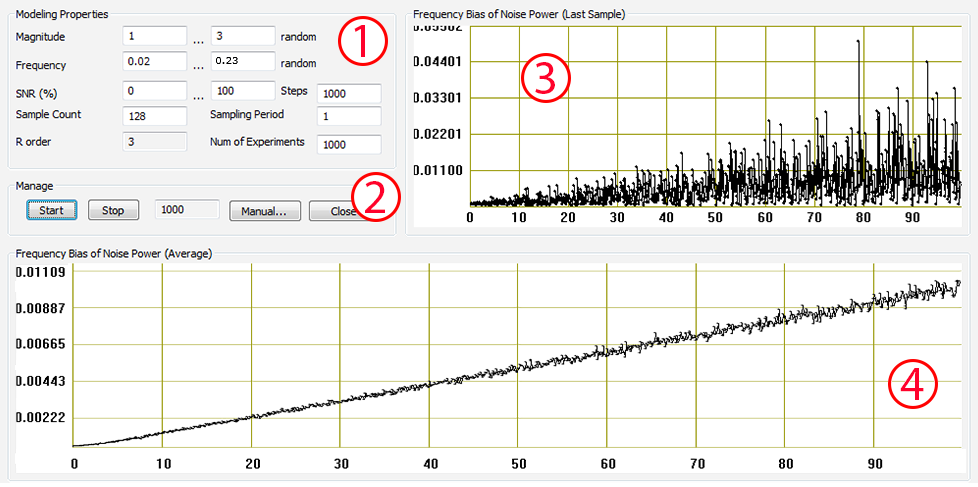 Modeling Properties
Magnitude 1 ... 3 random
Frequency 0.02 ... 0.23 random
SNR (%) 0 ... 100 Steps 1000
Sample Count 128 Sampling Period 1
R order 3 Num of Experiments 1000
1
Manage
Start Stop 1000 Manual... Close
2
Frequency Bias of Noise Power (Last Sample)
0.05502
0.04401
0.03301
0.02201
0.01100
0 10 20 30 40 50 60 70 80 90
3
Frequency Bias of Noise Power (Average)
0.01109
0.00887
0.00665
0.00443
0.00222
0 10 20 30 40 50 60 70 80 90
4